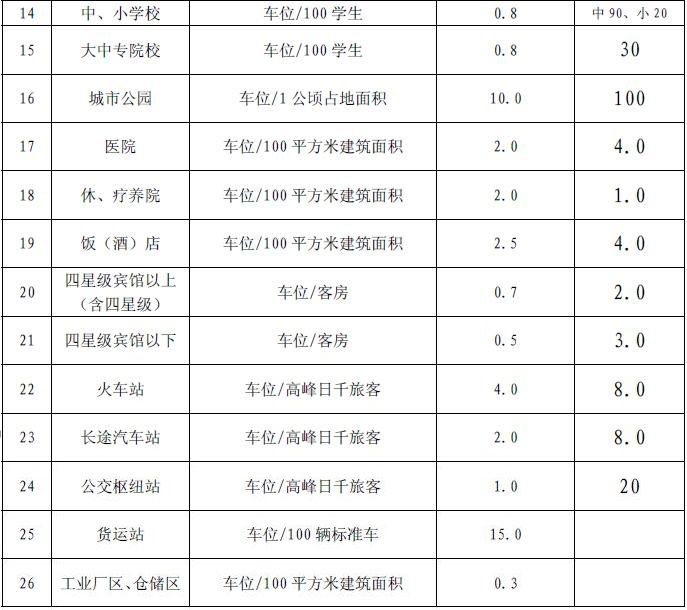 14 中、小学校 车位/100 学生 0.8 中 90、小 20
15 大中专院校 车位/100 学生 0.8 30
16 城市公园 车位/1 公顷占地面积 10.0 100
17 医院 车位/100 平方米建筑面积 2.0 4.0
18 休、疗养院 车位/100 平方米建筑面积 2.0 1.0
19 饭（酒）店 车位/100 平方米建筑面积 2.5 4.0
20 四星级宾馆以上
（含四星级） 车位/客房 0.7 2.0
21 四星级宾馆以下 车位/客房 0.5 3.0
22 火车站 车位/高峰日千旅客 4.0 8.0
23 长途汽车站 车位/高峰日千旅客 2.0 8.0
24 公交枢纽站 车位/高峰日千旅客 1.0 20
25 货运站 车位/100 辆标准车 15.0
26 工业厂区、仓储区 车位/100 平方米建筑面积 0.3